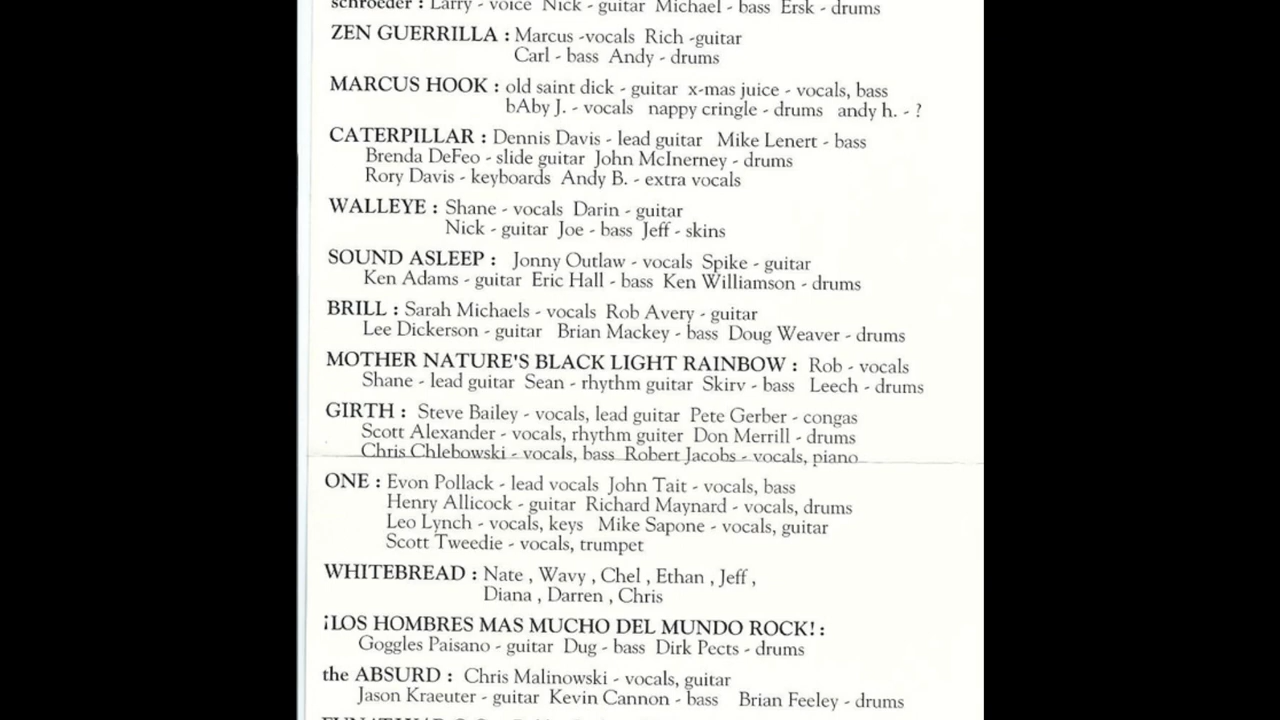 schroeder : Larry - voice Nick - guitar Michael - bass Ersk - drums
ZEN GUERRILLA : Marcus -vocals Rich -guitar
Carl - bass Andy - drums
MARCUS HOOK : old saint dick - guitar x-mas juice - vocals, bass
bAby J. - vocals nappy cringle - drums andy h. - ?
CATERPILLAR : Dennis Davis - lead guitar Mike Lenert - bass
Brenda DeFeo - slide guitar John McInerney - drums
Rory Davis - keyboards Andy B. - extra vocals
WALLEYE : Shane - vocals Darin - guitar
Nick - guitar Joe - bass Jeff - skins
SOUND ASLEEP : Jonny Outlaw - vocals Spike - guitar
Ken Adams - guitar Eric Hall - bass Ken Williamson - drums
BRILL : Sarah Michaels - vocals Rob Avery - guitar
Lee Dickerson - guitar Brian Mackey - bass Doug Weaver - drums
MOTHER NATURE'S BLACK LIGHT RAINBOW : Rob - vocals
Shane - lead guitar Sean - rhythm guitar Skirv - bass Leech - drums
GIRTH : Steve Bailey - vocals, lead guitar Pete Gerber - congas
Scott Alexander - vocals, rhythm guiter Don Merrill - drums
Chris Chlebowski - vocals, bass Robert Jacobs - vocals, piano
ONE : Evon Pollack - lead vocals John Tait - vocals, bass
Henry Allicock - guitar Richard Maynard - vocals, drums
Leo Lynch - vocals, keys Mike Sapone - vocals, guitar
Scott Tweedie - vocals, trumpet
WHITEBREAD : Nate , Wavy , Chel , Ethan , Jeff ,
Diana , Darren , Chris
¡LOS HOMBRES MAS MUCHO DEL MUNDO ROCK! :
Goggles Paisano - guitar Dug - bass Dirk Pects - drums
the ABSURD : Chris Malinowski - vocals, guitar
Jason Kraeuter - guitar Kevin Cannon - bass Brian Feeley - drums